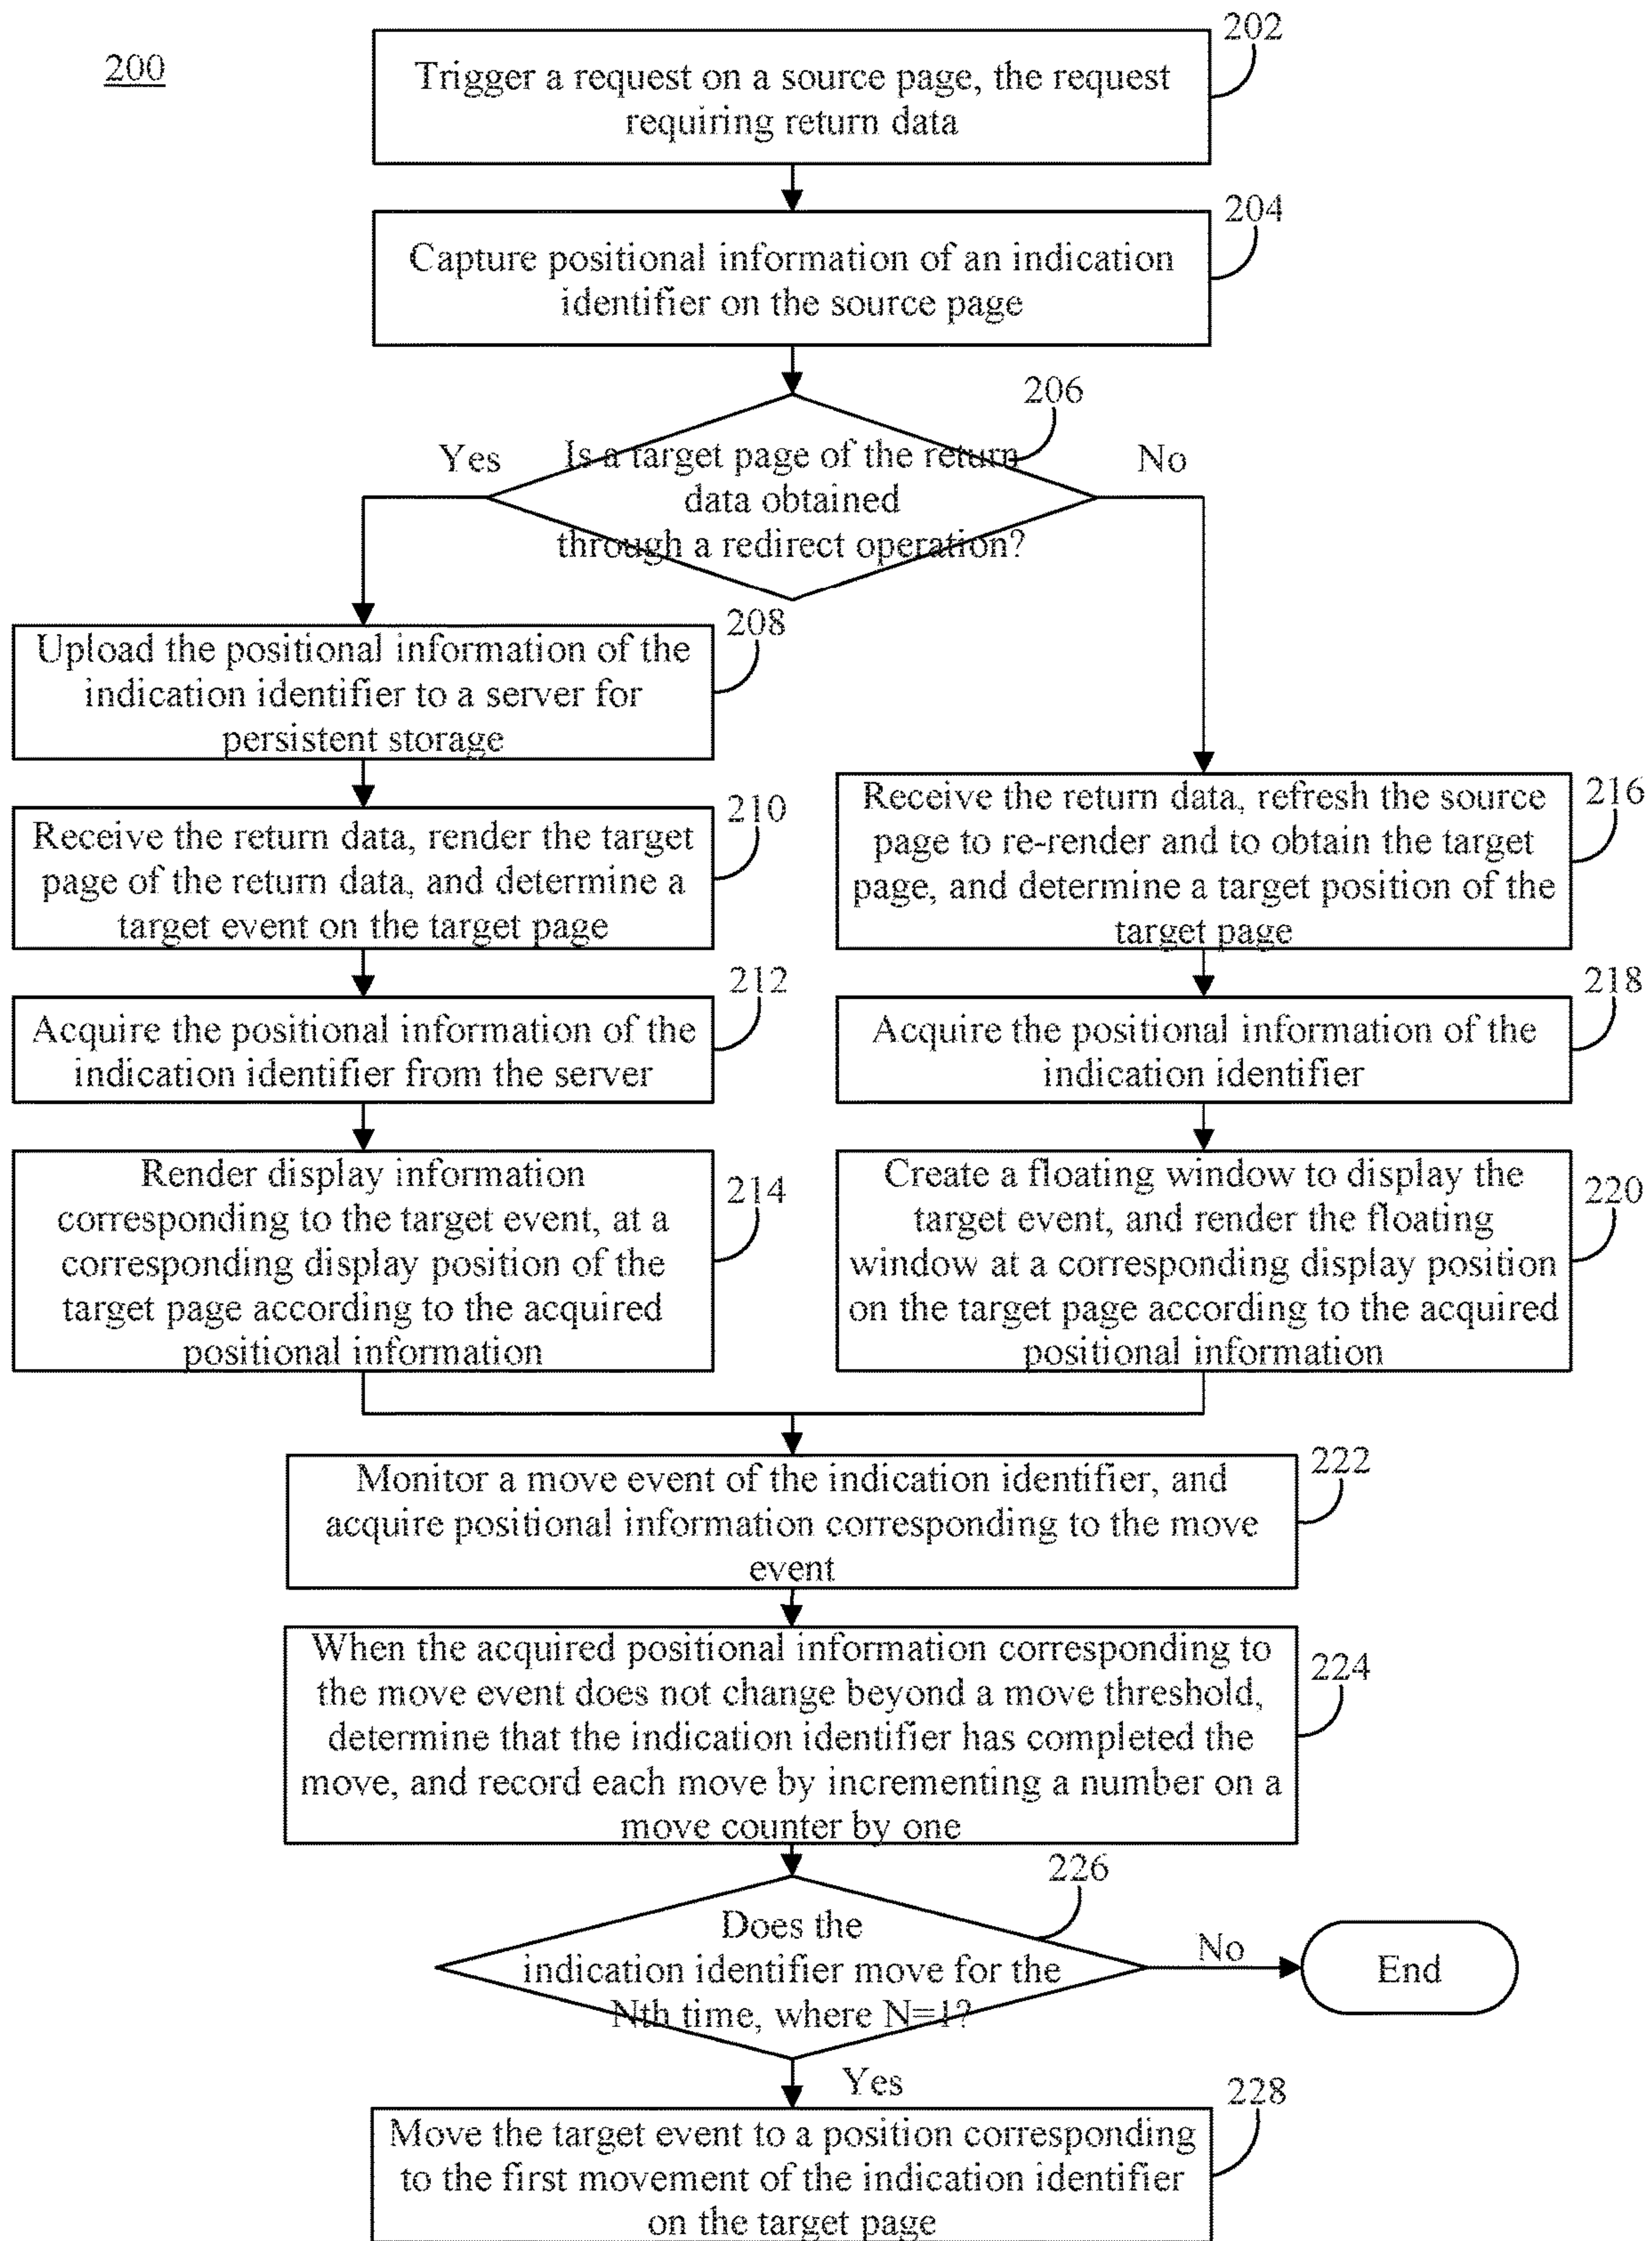 200
202
Trigger a request on a source page, the request
requiring return data
204
Capture positional information of an indication
identifier on the source page
206
Yes
No
Is a target page of the return
data obtained
through a redirect operation?
208
Upload the positional information of the
indication identifier to a server for
persistent storage
210
Receive the return data, render the target
page of the return data, and determine a
target event on the target page
212
Acquire the positional information of the
indication identifier from the server
214
Render display information
corresponding to the target event, at a
corresponding display position of the
target page according to the acquired
positional information
216
Receive the return data, refresh the source
page to re-render and to obtain the target
page, and determine a target position of the
target page
218
Acquire the positional information of the
indication identifier
220
Create a floating window to display the
target event, and render the floating
window at a corresponding display position
on the target page according to the acquired
positional information
222
Monitor a move event of the indication identifier, and
acquire positional information corresponding to the move
event
224
When the acquired positional information corresponding to
the move event does not change beyond a move threshold,
determine that the indication identifier has completed the
move, and record each move by incrementing a number on a
move counter by one
226
Does the
indication identifier move for the
Nth time, where N=1?
No
End
Yes
228
Move the target event to a position corresponding
to the first movement of the indication identifier
on the target page